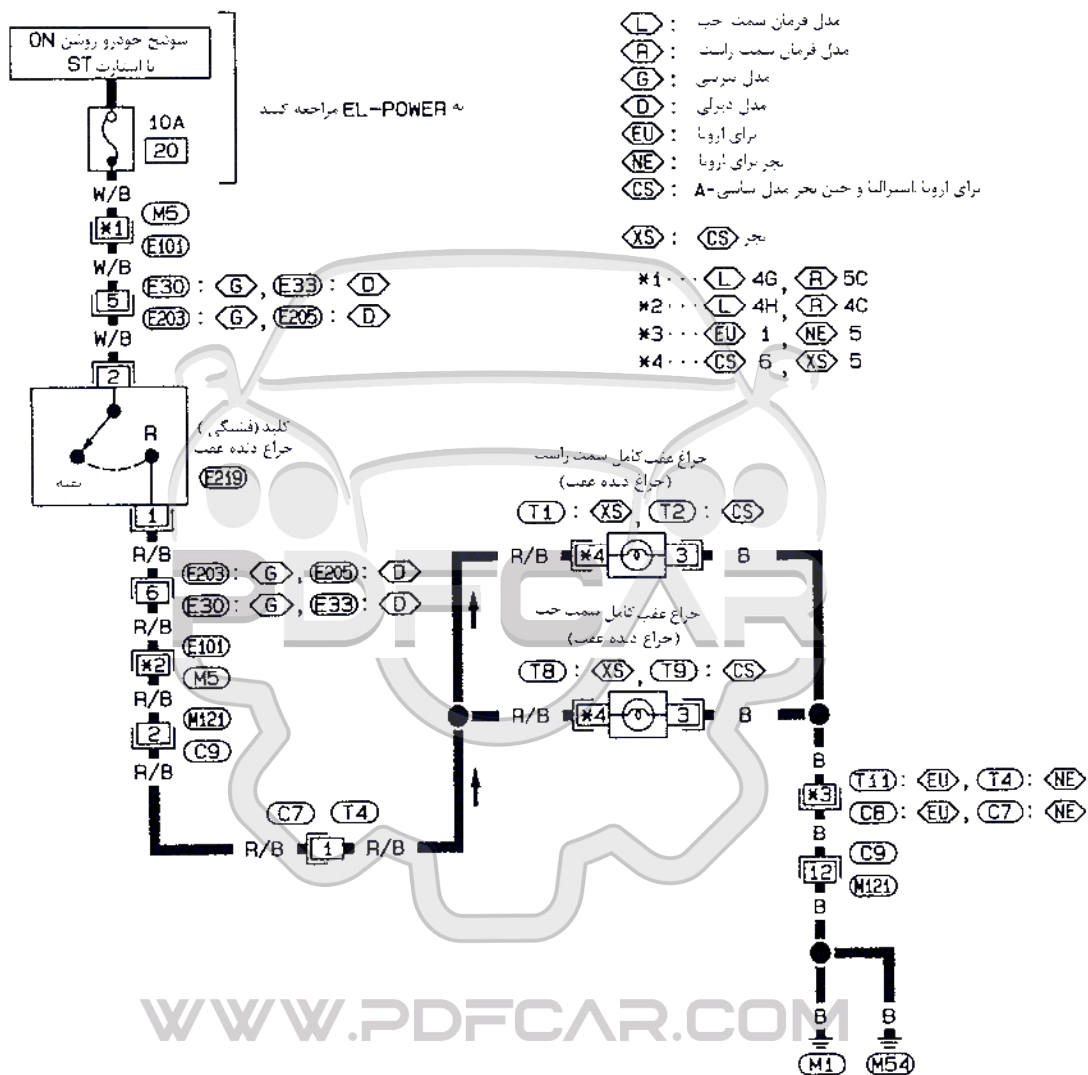 سوئیچ خودرو روشن ON
یا استارت ST
10A
20
به EL-POWER مراجعه کنید
L : مدل فرمان سمت چپ
R : مدل فرمان سمت راست
G : مدل بنزینی
D : مدل دیزلی
EU : برای اروپا
NE : بجز برای اروپا
CS : برای اروپا، استرالیا و چین بجز مدل شاسی-A
XS : بجز CS
*1··· L 4G, R 5C
*2··· L 4H, R 4C
*3··· EU 1, NE 5
*4··· CS 6, XS 5
W/B
*1 M5
E101
W/B
5 E30 : G, E33 : D
E203 : G, E205 : D
W/B
2
R
بقیه
کلید (فشنگی)
چراغ دنده عقب
E219
1
R/B
6 E203 : G, E205 : D
E30 : G, E33 : D
R/B
*2 E101
M5
R/B
2 M121
C9
R/B
C7 T4
R/B 1 R/B
چراغ عقب کامل سمت راست
(چراغ دنده عقب)
T1 : XS, T2 : CS
R/B *4 3 B
چراغ عقب کامل سمت چپ
(چراغ دنده عقب)
T8 : XS, T9 : CS
R/B *4 3 B
B
*3 T11 : EU, T4 : NE
C8 : EU, C7 : NE
B
12 C9
M121
B
B B
M1 M54
PDFCAR
WWW.PDFCAR.COM